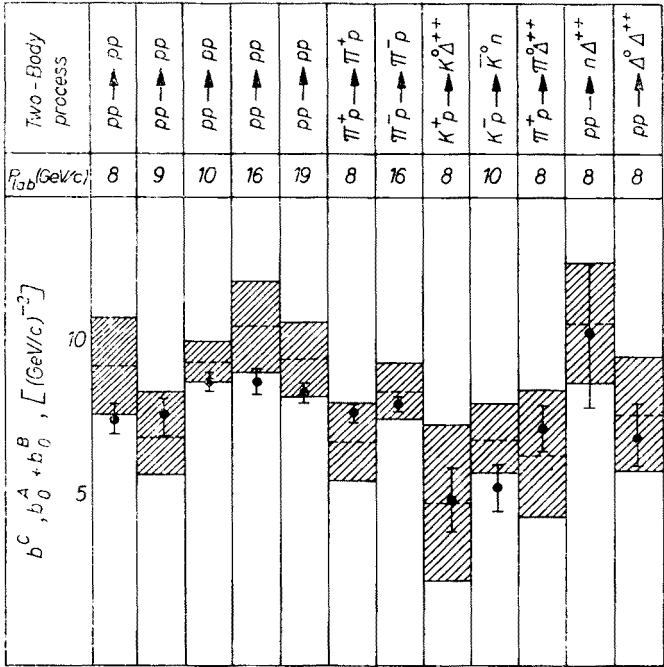 Two-Body process
pp → pp
pp → pp
pp → pp
pp → pp
pp → pp
π⁺p → π⁺p
π⁻p → π⁻p
K⁺p → K⁰Δ⁺⁺
K⁻p → K̄⁰n
π⁺p → π⁰Δ⁺⁺
pp → nΔ⁺⁺
pp → Δ⁰Δ⁺⁺
P_lab (GeV/c) 8 9 10 16 19 8 16 8 10 8 8 8
b^C, b_0^A + b_0^B, [(GeV/c)⁻²]
10
5